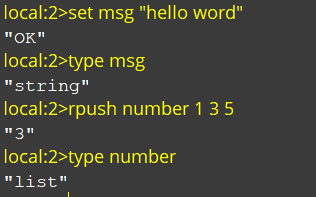 local:2>set msg "hello word"
"OK"
local:2>type msg
"string"
local:2>rpush number 1 3 5
"3"
local:2>type number
"list"